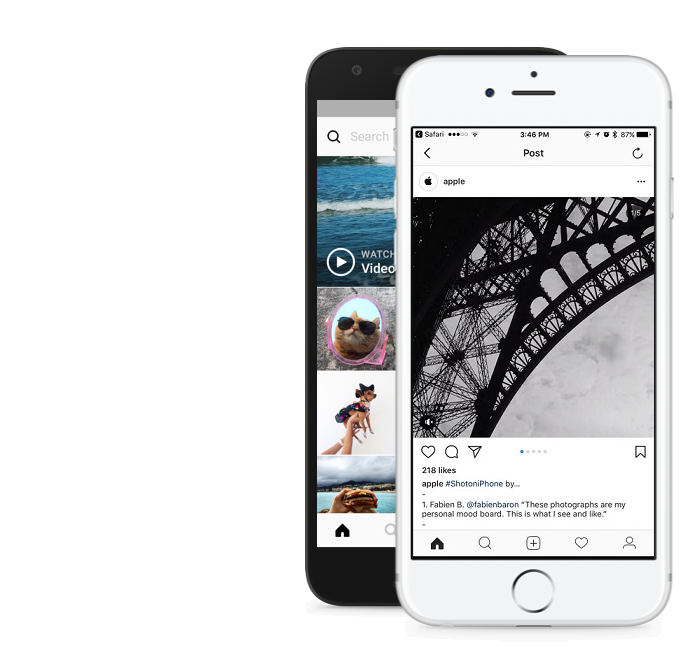 Search
WATCH
Video
Safari
3:46 PM
87%
Post
apple
1/5
218 likes
apple #ShotoniPhone by...
-
1. Fabien B. @fabienbaron “These photographs are my
personal mood board. This is what I see and like.”
-